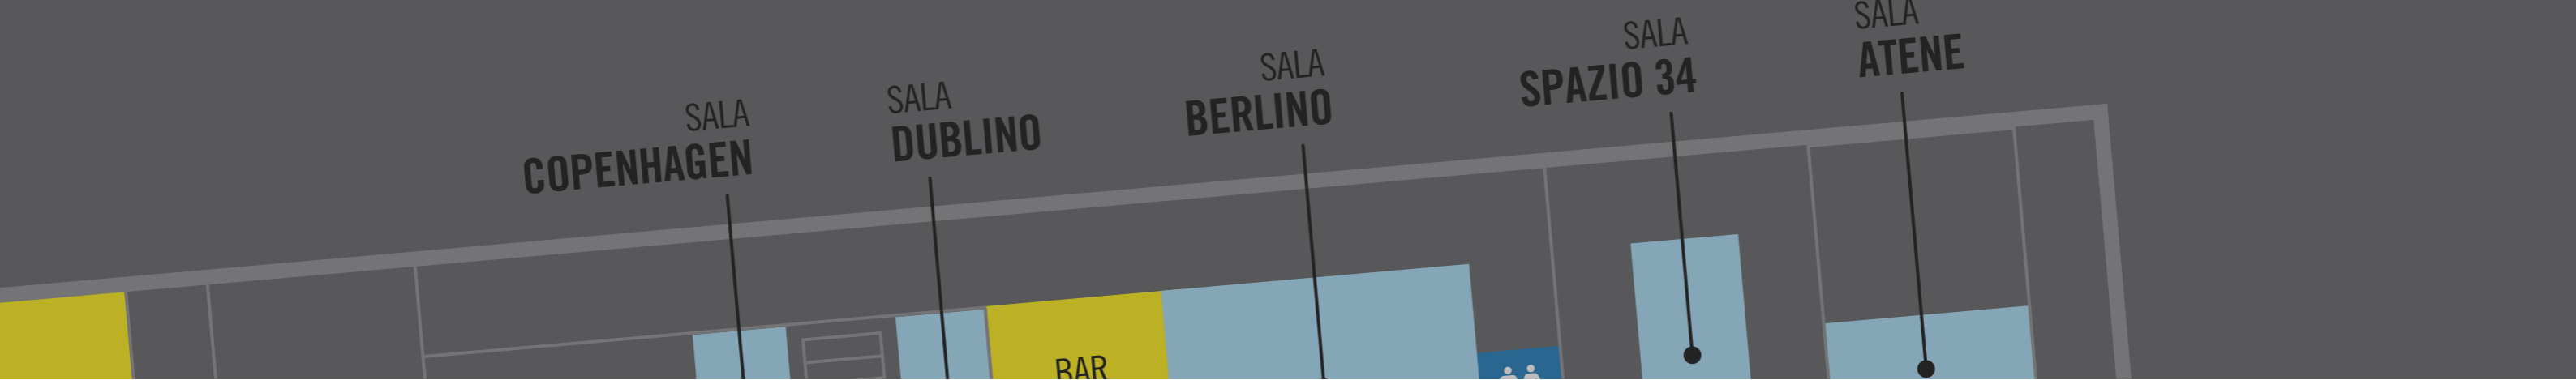 SALA
COPENHAGEN
SALA
DUBLINO
SALA
BERLINO
SALA
SPAZIO 34
SALA
ATENE
BAR